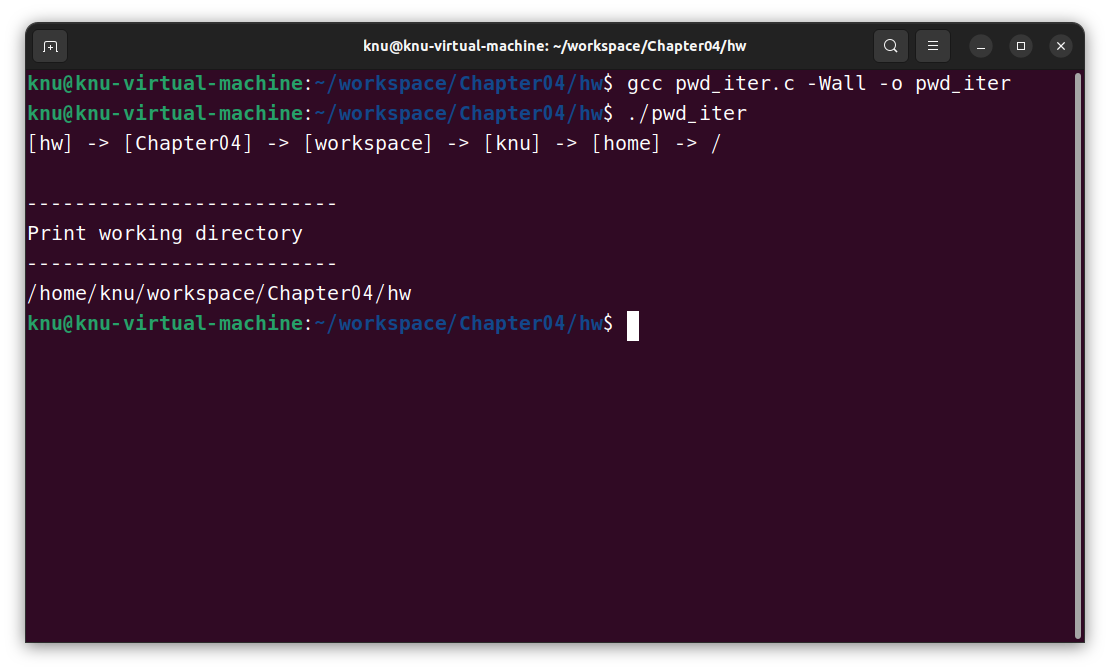 knu@knu-virtual-machine: ~/workspace/Chapter04/hw
knu@knu-virtual-machine:~/workspace/Chapter04/hw$ gcc pwd_iter.c -Wall -o pwd_iter
knu@knu-virtual-machine:~/workspace/Chapter04/hw$ ./pwd_iter
[hw] -> [Chapter04] -> [workspace] -> [knu] -> [home] -> /
--------------------------
Print working directory
--------------------------
/home/knu/workspace/Chapter04/hw
knu@knu-virtual-machine:~/workspace/Chapter04/hw$